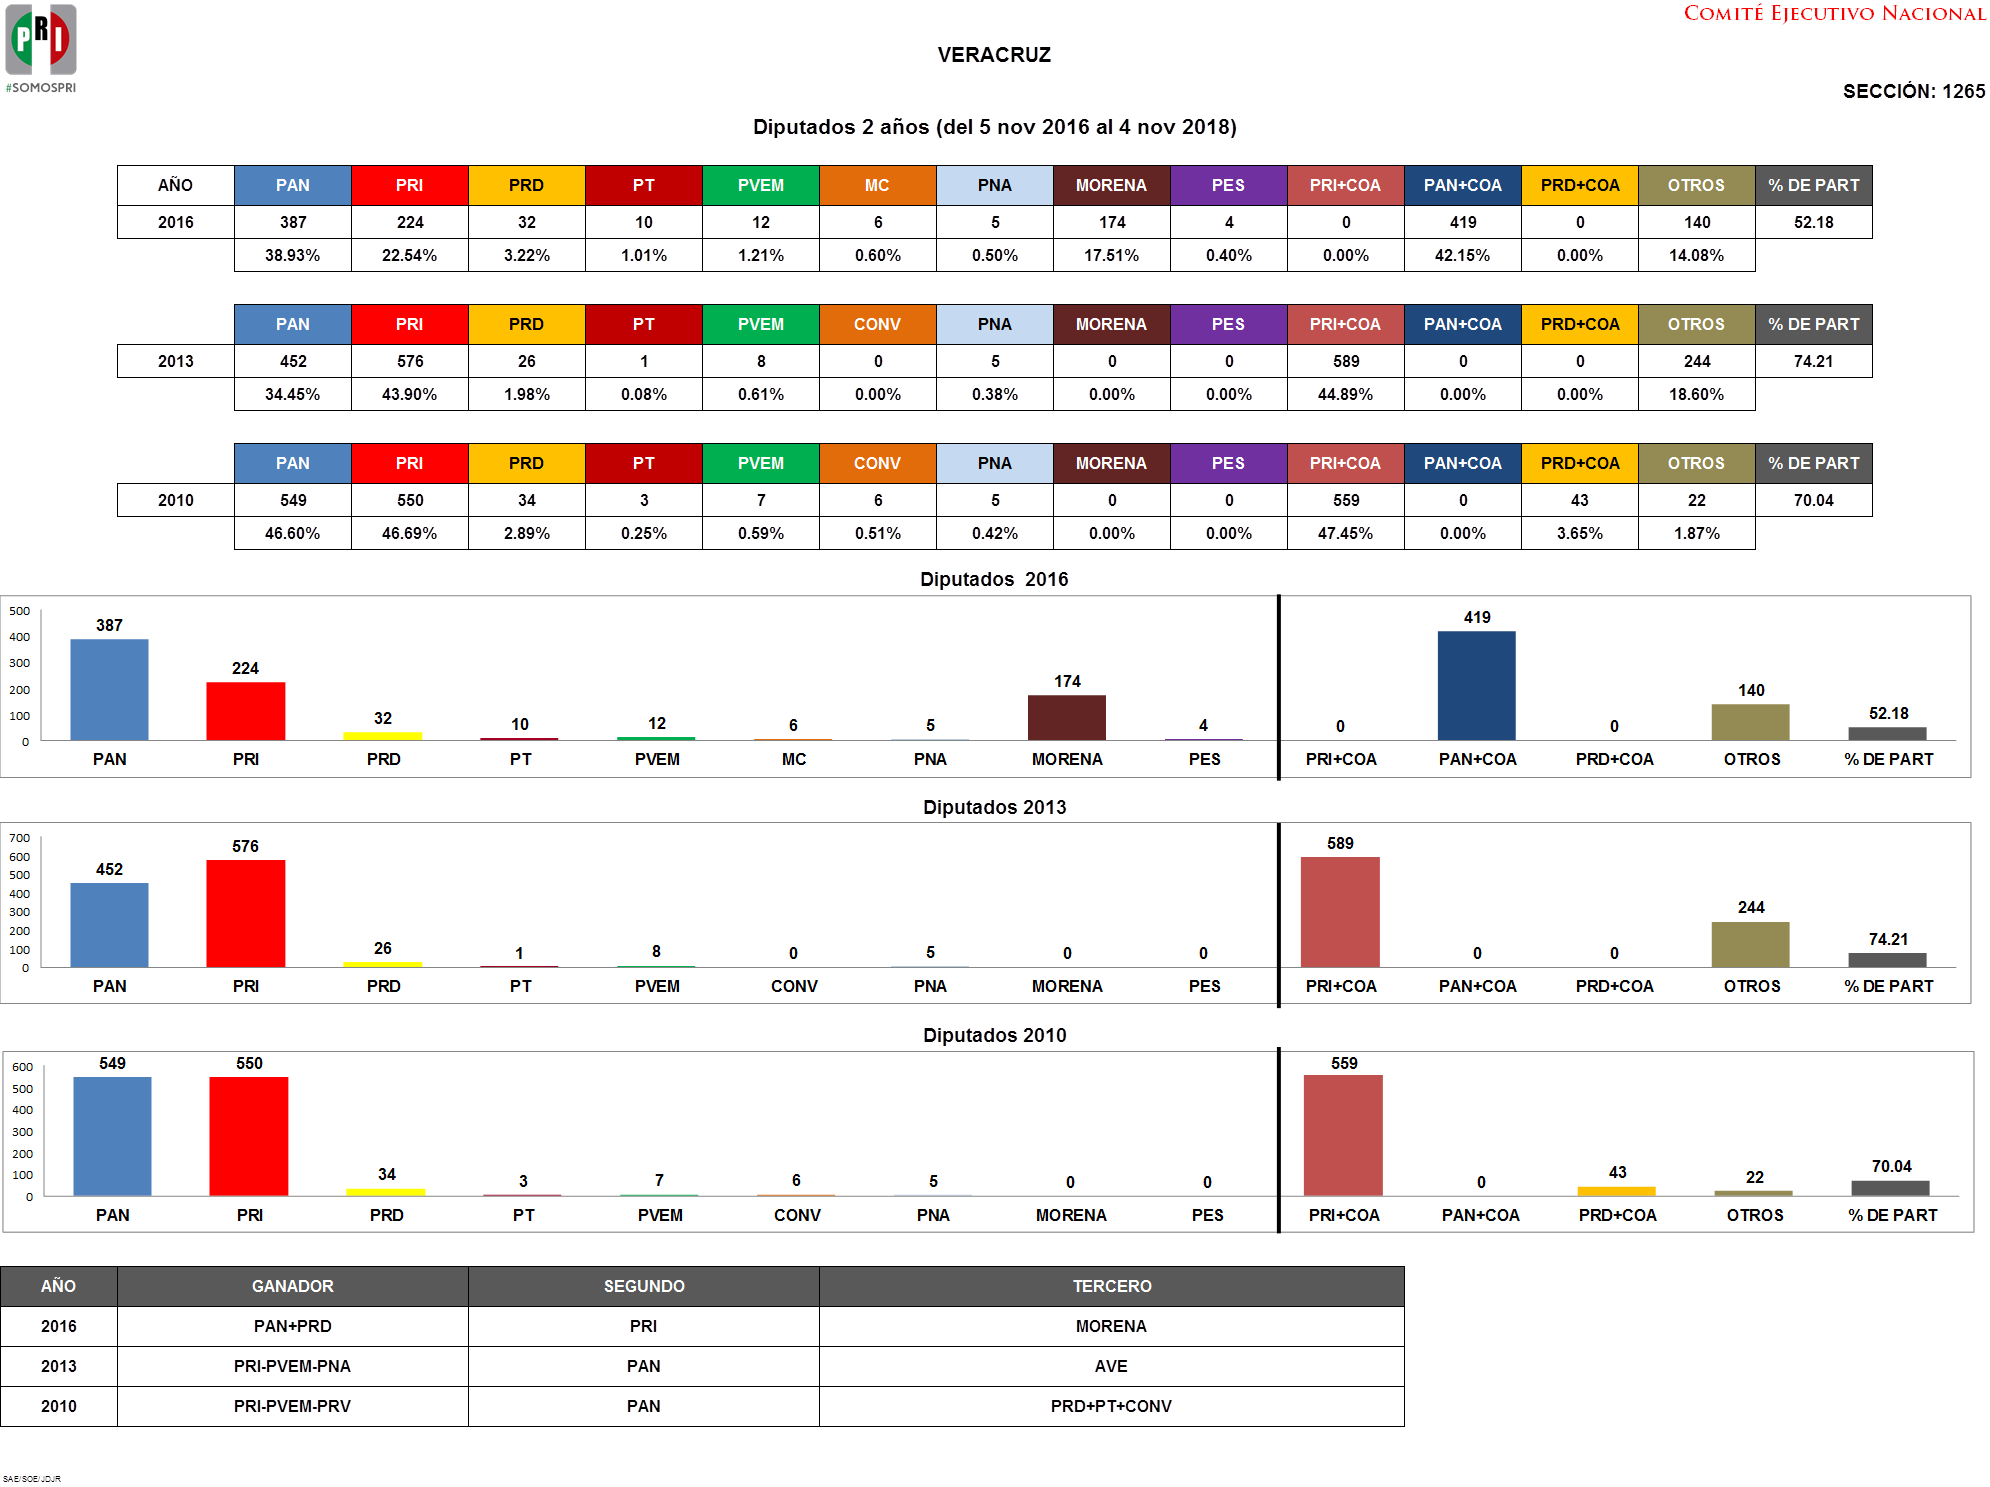 PRI
#SOMOSPRI
COMITÉ EJECUTIVO NACIONAL
VERACRUZ
SECCIÓN: 1265
Diputados 2 años (del 5 nov 2016 al 4 nov 2018)
AÑO PAN PRI PRD PT PVEM MC PNA MORENA PES PRI+COA PAN+COA PRD+COA OTROS % DE PART
2016 387 224 32 10 12 6 5 174 4 0 419 0 140 52.18
38.93% 22.54% 3.22% 1.01% 1.21% 0.60% 0.50% 17.51% 0.40% 0.00% 42.15% 0.00% 14.08%
PAN PRI PRD PT PVEM CONV PNA MORENA PES PRI+COA PAN+COA PRD+COA OTROS % DE PART
2013 452 576 26 1 8 0 5 0 0 589 0 0 244 74.21
34.45% 43.90% 1.98% 0.08% 0.61% 0.00% 0.38% 0.00% 0.00% 44.89% 0.00% 0.00% 18.60%
PAN PRI PRD PT PVEM CONV PNA MORENA PES PRI+COA PAN+COA PRD+COA OTROS % DE PART
2010 549 550 34 3 7 6 5 0 0 559 0 43 22 70.04
46.60% 46.69% 2.89% 0.25% 0.59% 0.51% 0.42% 0.00% 0.00% 47.45% 0.00% 3.65% 1.87%
Diputados  2016
500
400
300
200
100
0
387 224 32 10 12 6 5 174 4 0 419 0 140 52.18
PAN PRI PRD PT PVEM MC PNA MORENA PES PRI+COA PAN+COA PRD+COA OTROS % DE PART
Diputados 2013
700
600
500
400
300
200
100
0
452 576 26 1 8 0 5 0 0 589 0 0 244 74.21
PAN PRI PRD PT PVEM CONV PNA MORENA PES PRI+COA PAN+COA PRD+COA OTROS % DE PART
Diputados 2010
600
500
400
300
200
100
0
549 550 34 3 7 6 5 0 0 559 0 43 22 70.04
PAN PRI PRD PT PVEM CONV PNA MORENA PES PRI+COA PAN+COA PRD+COA OTROS % DE PART
AÑO GANADOR SEGUNDO TERCERO
2016 PAN+PRD PRI MORENA
2013 PRI-PVEM-PNA PAN AVE
2010 PRI-PVEM-PRV PAN PRD+PT+CONV
SAE/SOE/JDJR